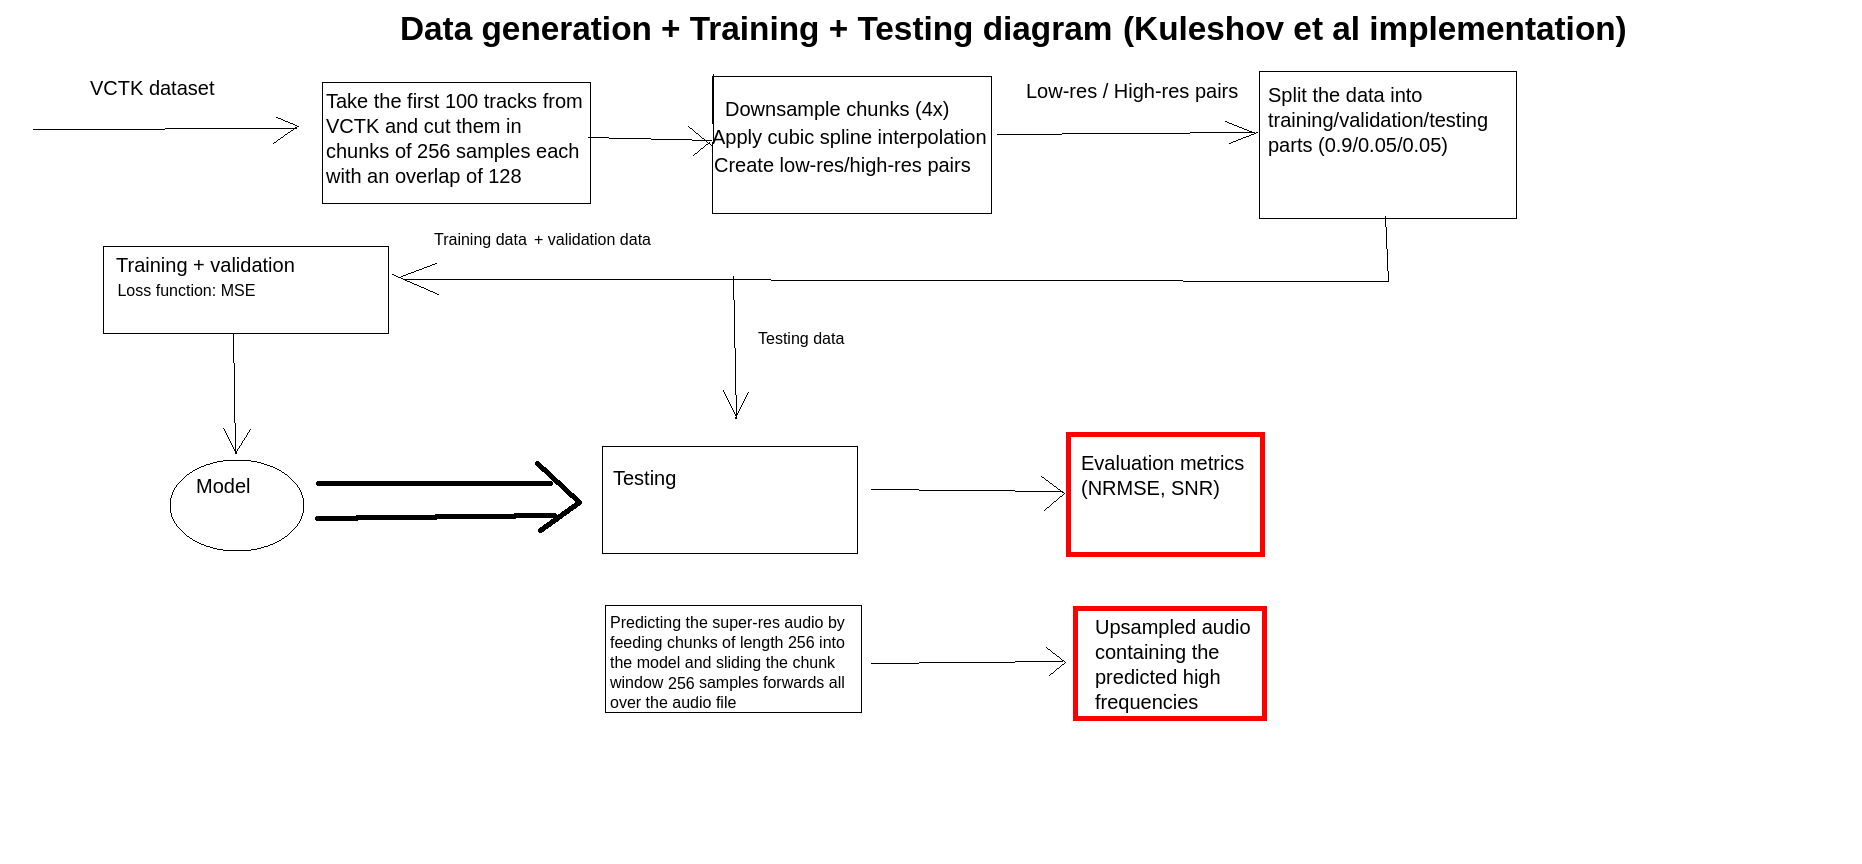 Data generation + Training + Testing diagram (Kuleshov et al implementation)
VCTK dataset
Take the first 100 tracks from
VCTK and cut them in
chunks of 256 samples each
with an overlap of 128
Downsample chunks (4x)
Apply cubic spline interpolation
Create low-res/high-res pairs
Low-res / High-res pairs
Split the data into
training/validation/testing
parts (0.9/0.05/0.05)
Training data + validation data
Training + validation
Loss function: MSE
Testing data
Model
Testing
Evaluation metrics
(NRMSE, SNR)
Predicting the super-res audio by
feeding chunks of length 256 into
the model and sliding the chunk
window 256 samples forwards all
over the audio file
Upsampled audio
containing the
predicted high
frequencies